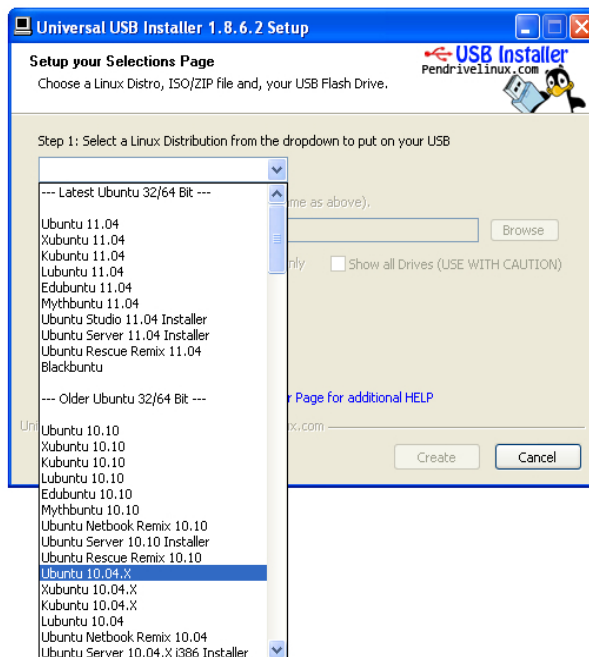 Universal USB Installer 1.8.6.2 Setup
Setup your Selections Page
Choose a Linux Distro, ISO/ZIP file and, your USB Flash Drive.
USB Installer
Pendrivelinux.com
Step 1: Select a Linux Distribution from the dropdown to put on your USB
--- Latest Ubuntu 32/64 Bit ---
me as above).
Ubuntu 11.04
Browse
Xubuntu 11.04
Kubuntu 11.04
nly Show all Drives (USE WITH CAUTION)
Lubuntu 11.04
Edubuntu 11.04
Mythbuntu 11.04
Ubuntu Studio 11.04 Installer
Ubuntu Server 11.04 Installer
Ubuntu Rescue Remix 11.04
Blackbuntu
--- Older Ubuntu 32/64 Bit ---
r Page for additional HELP
Uni
x.com
Ubuntu 10.10
Xubuntu 10.10
Kubuntu 10.10
Create Cancel
Lubuntu 10.10
Edubuntu 10.10
Mythbuntu 10.10
Ubuntu Netbook Remix 10.10
Ubuntu Server 10.10 Installer
Ubuntu Rescue Remix 10.10
Ubuntu 10.04.X
Xubuntu 10.04.X
Kubuntu 10.04.X
Lubuntu 10.04
Ubuntu Netbook Remix 10.04
Ubuntu Server 10.04.X i386 Installer